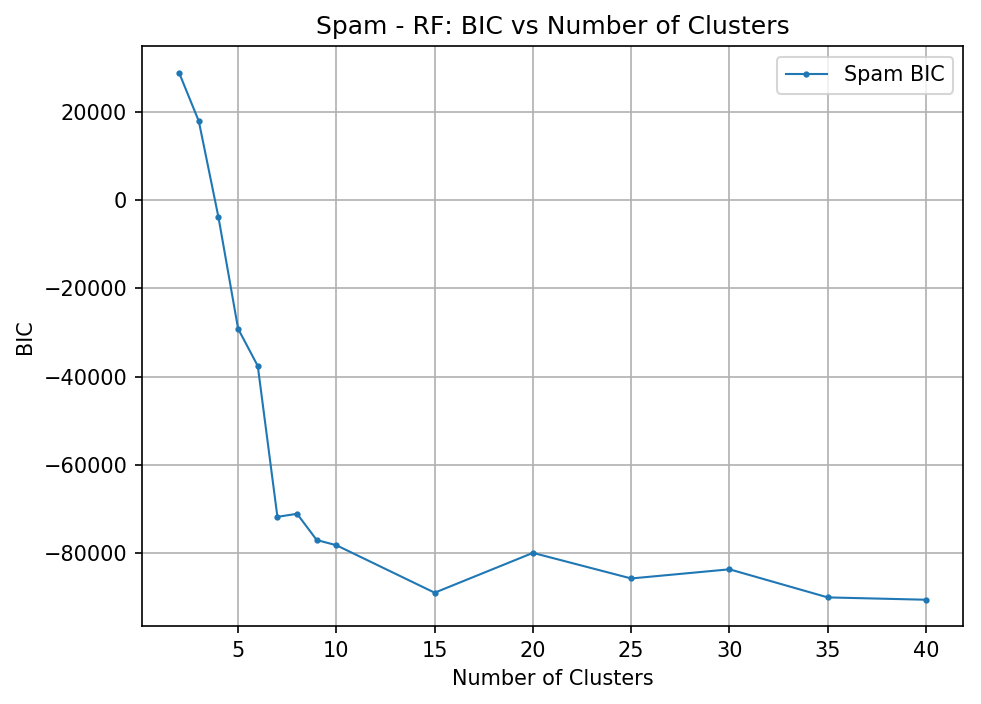 Spam - RF: BIC vs Number of Clusters
Spam BIC
20000
0
−20000
−40000
−60000
−80000
BIC
5 10 15 20 25 30 35 40
Number of Clusters